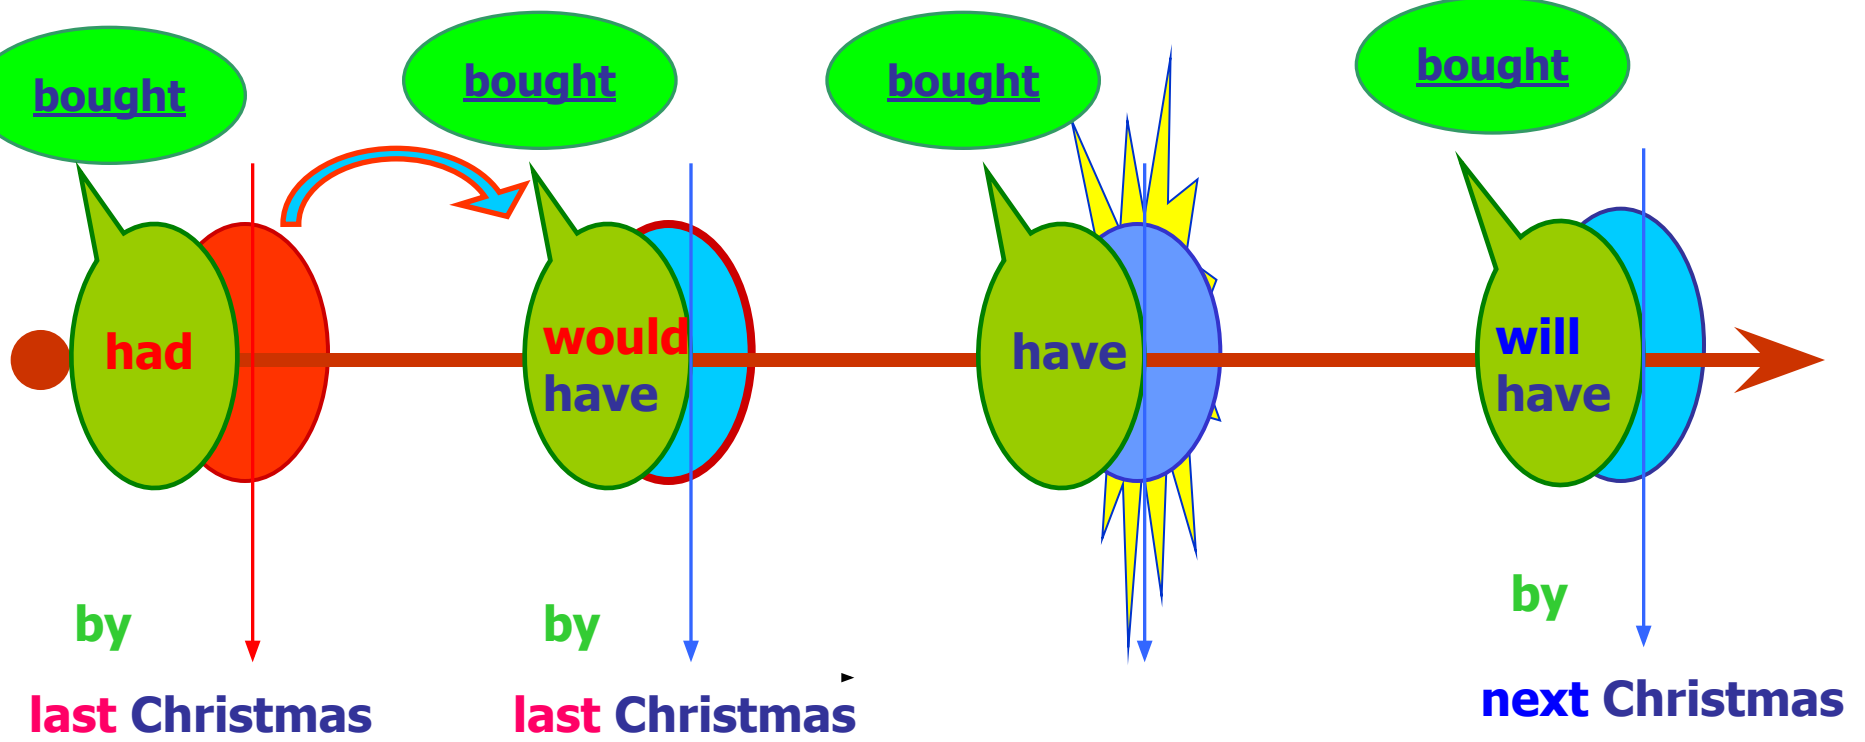 bought
bought
bought
bought
had
would
have
have
will
have
by
by
by
last Christmas
last Christmas
next Christmas